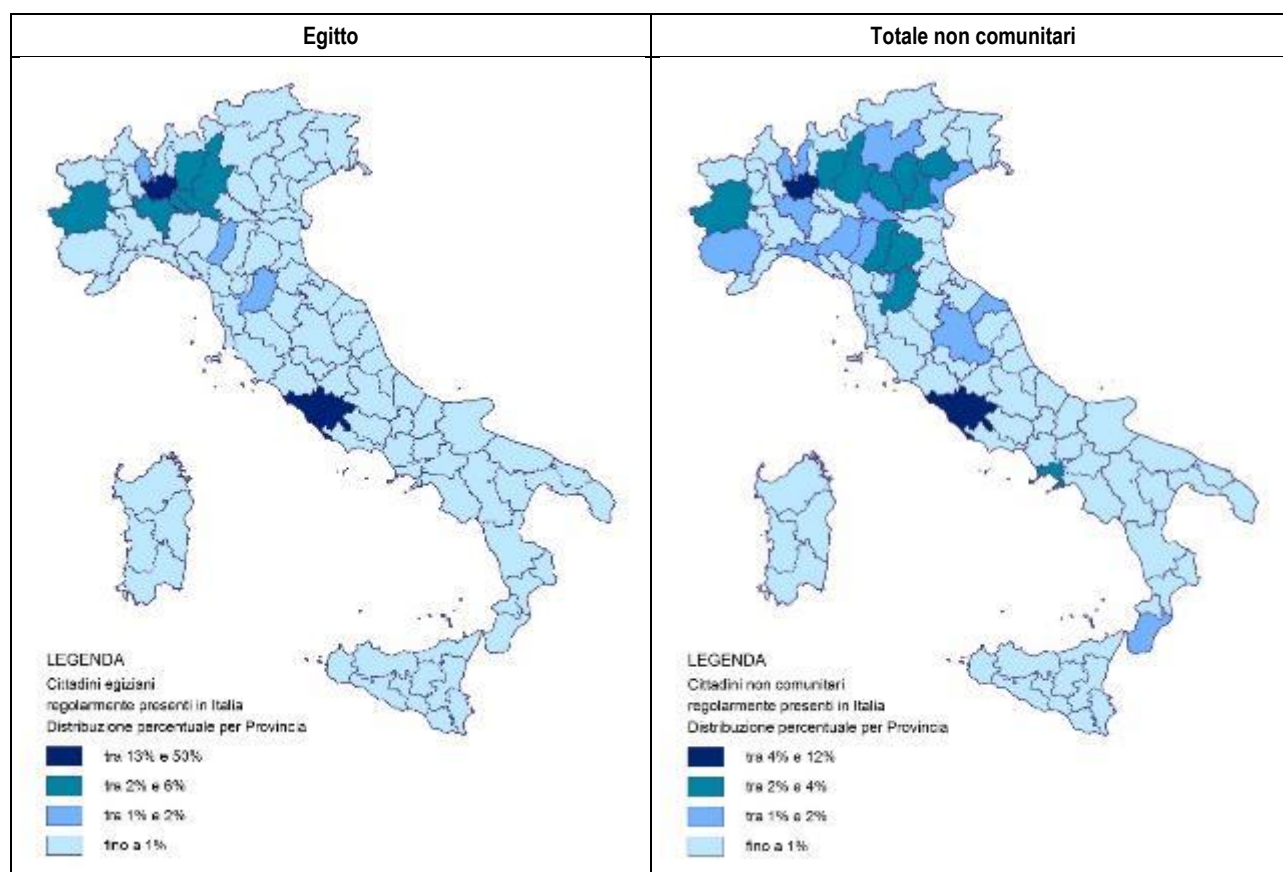 Egitto
Totale non comunitari
LEGENDA
Cittadini egiziani
regolarmente presenti in Italia
Distribuzione percentuale per Provincia
tra 13% e 53%
tra 2% e 6%
tra 1% e 2%
fino a 1%
LEGENDA
Cittadini non comunitari
regolarmente presenti in Italia
Distribuzione percentuale per Provincia
tra 4% e 12%
tra 2% e 4%
tra 1% e 2%
fino a 1%